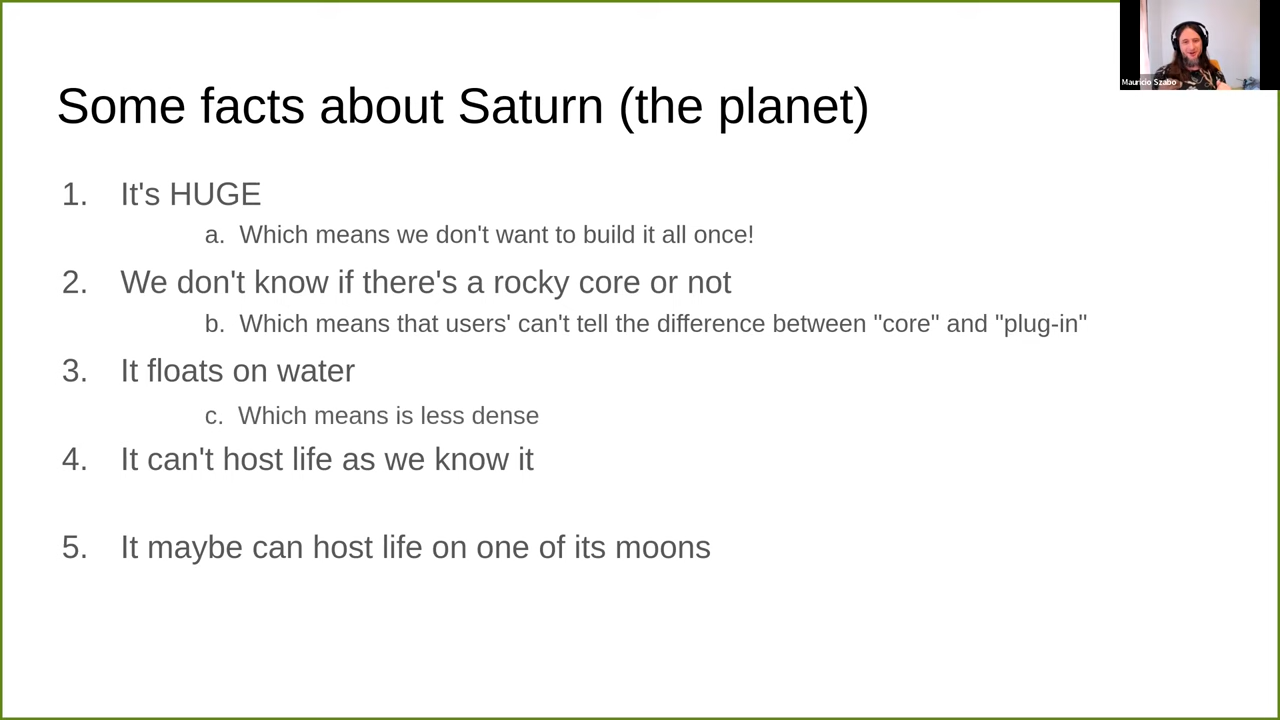 Mauricio Szabo
Some facts about Saturn (the planet)
1. It's HUGE
a. Which means we don't want to build it all once!
2. We don't know if there's a rocky core or not
b. Which means that users' can't tell the difference between "core" and "plug-in"
3. It floats on water
c. Which means is less dense
4. It can't host life as we know it
5. It maybe can host life on one of its moons